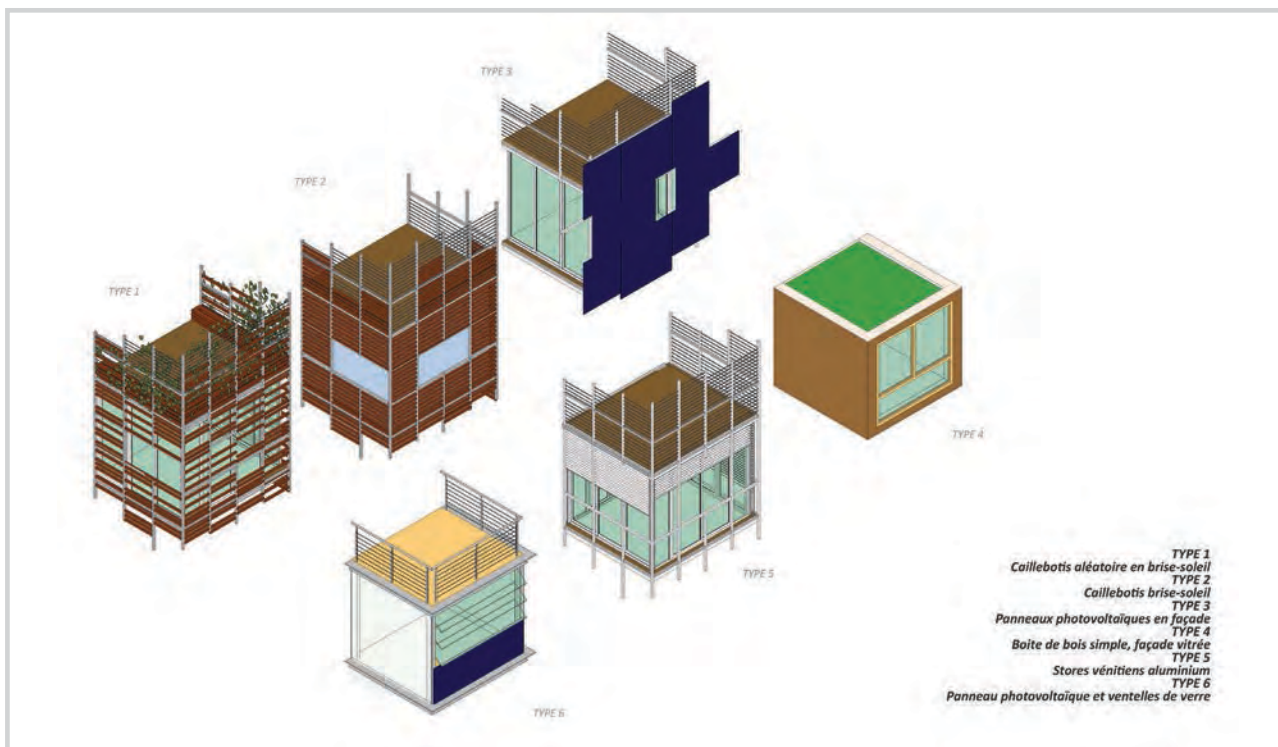 TYPE 3
TYPE 2
TYPE 1
TYPE 4
TYPE 5
TYPE 6
TYPE 1
Caillebotis aléatoire en brise-soleil
TYPE 2
Caillebotis brise-soleil
TYPE 3
Panneaux photovoltaïques en façade
TYPE 4
Boite de bois simple, façade vitrée
TYPE 5
Stores vénitiens aluminium
TYPE 6
Panneau photovoltaïque et ventelles de verre